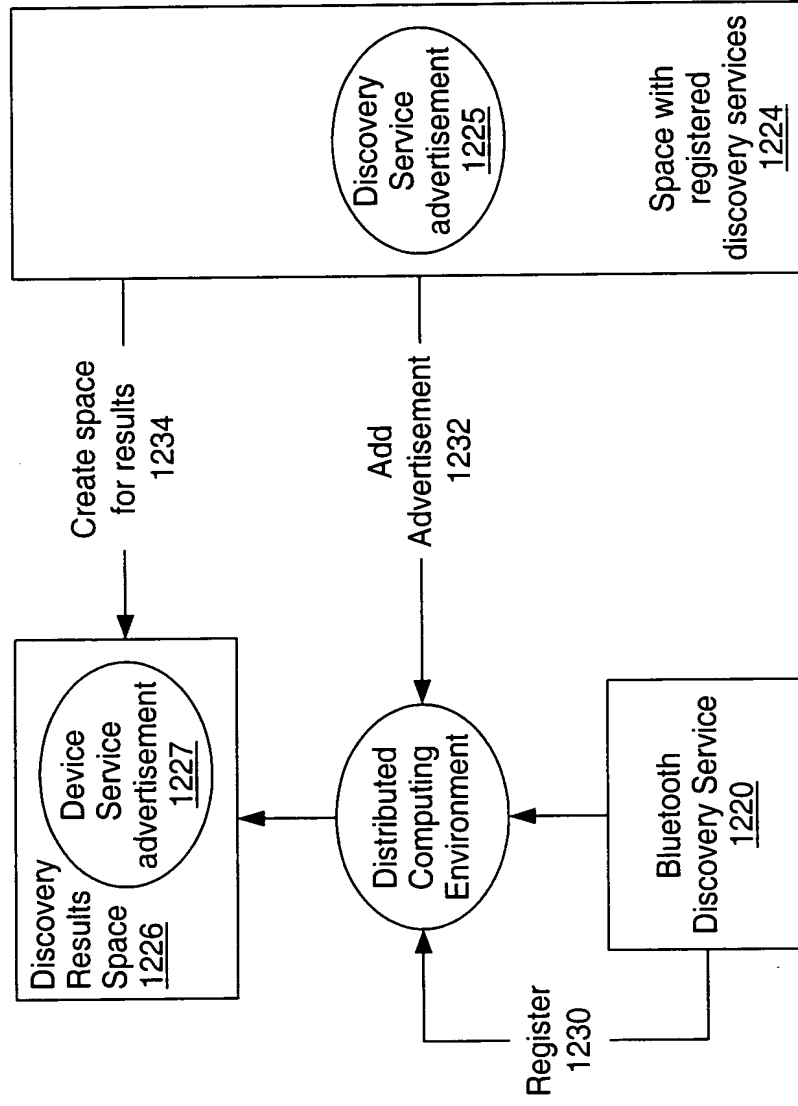 Discovery
Results
Space
1226
Device
Service
advertisement
1227
Create space
for results
1234
Discovery
Service
advertisement
1225
Space with
registered
discovery services
1224
Add
Advertisement
1232
Distributed
Computing
Environment
Register
1230
Bluetooth
Discovery Service
1220